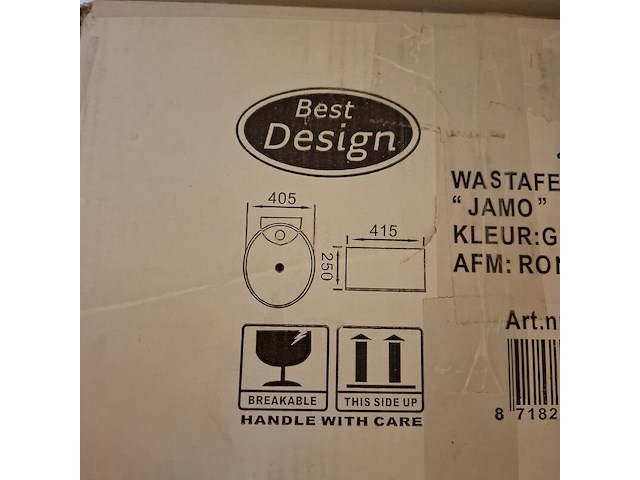 Best
Design
405
415
250
WASTAFE
"JAMO"
KLEUR:G
AFM: RON
Art.n
8 7182
BREAKABLE
THIS SIDE UP
HANDLE WITH CARE